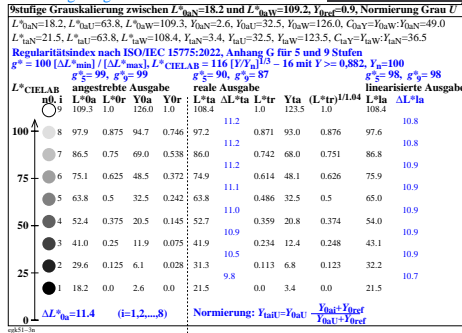 9stufige Grauskalierung zwischen L*0aN=18.2 und L*0aW=109.2, Y0ref=0.9, Normierung Grau U
L*0aN=18.2, L*0aU=63.8, L*0aW=109.3, Y0aN=2.6, Y0aU=32.5, Y0aW=126.0, C0aY=Y0aW:Y0aN=49.0
L*taN=21.5, L*taU=63.8, L*taW=108.4, YtaN=3.4, YtaU=32.5, YtaW=123.5, CtaY=YtaW:YtaN=36.5
Regularitätsindex nach ISO/IEC 15775:2022, Anhang G für 5 und 9 Stufen
g* = 100 [ΔL*min] / [ΔL*max], L*CIELAB = 116 [Y/Yn]1/3 – 16 mit Y >= 0,882, Yn=100
g*5= 99, g*9= 99 g*5= 90, g*9= 87 g*5= 98, g*9= 98
L*CIELAB angestrebte Ausgabe reale Ausgabe linearisierte Ausgabe
n0. i L*0a L*0r Y0a Y0r L*ta ΔL*ta L*tr Yta (L*tr)1/1.04 L*la ΔL*la
9 109.3 1.0 126.0 1.0 108.4 1.0 123.5 1.0 108.4
11.2 10.8
100 8 97.9 0.875 94.7 0.746 97.2 0.871 93.0 0.876 97.6
11.2 10.8
7 86.5 0.75 69.0 0.538 86.0 0.742 68.0 0.751 86.8
11.2 10.8
6 75.1 0.625 48.5 0.372 74.9 0.614 48.1 0.626 75.9
11.1 10.9
5 63.8 0.5 32.5 0.242 63.8 0.486 32.5 0.5 65.0
11.0 10.9
50 4 52.4 0.375 20.5 0.145 52.7 0.359 20.8 0.374 54.0
10.9 10.9
3 41.0 0.25 11.9 0.075 41.9 0.234 12.4 0.248 43.1
10.5 10.9
2 29.6 0.125 6.1 0.028 31.3 0.113 6.8 0.123 32.2
9.8 10.7
1 18.2 0.0 2.6 0.0 21.5 0.0 3.4 0.0 21.5
0
ΔL*0a=11.4 (i=1,2,...,8) Normierung: YtaiU=Y0aU Y0ai+Y0ref
Y0aU+Y0ref
egk51-3n